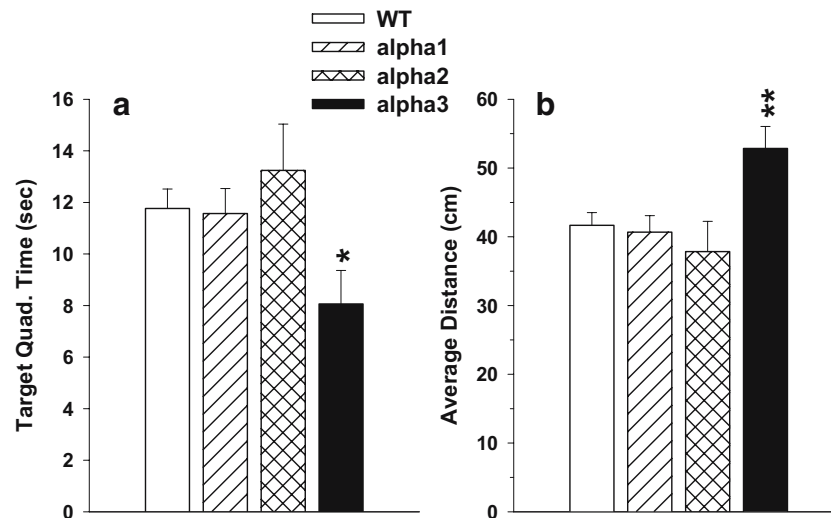 WT
alpha1
alpha2
alpha3
a
Target Quad. Time (sec)
16
14
12
10
8
6
4
2
0
*
b
Average Distance (cm)
60
50
40
30
20
10
0
**